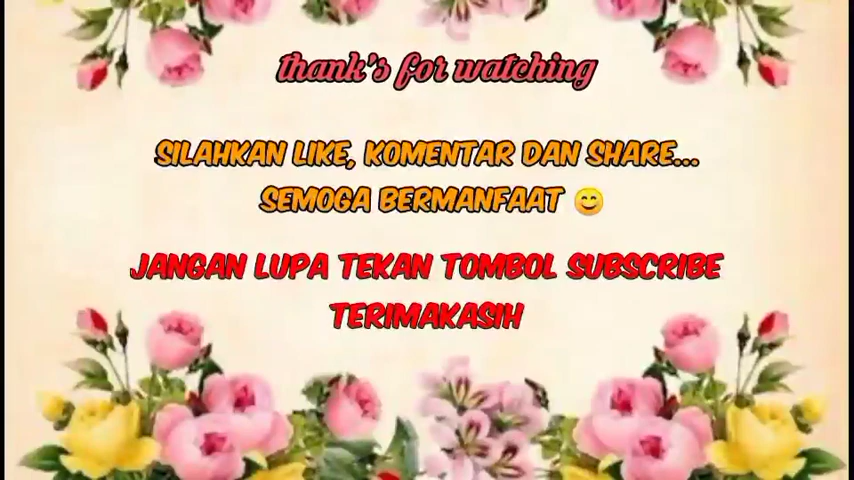 thank's for watching
SILAHKAN LIKE, KOMENTAR DAN SHARE...
SEMOGA BERMANFAAT 😊
JANGAN LUPA TEKAN TOMBOL SUBSCRIBE
TERIMAKASIH